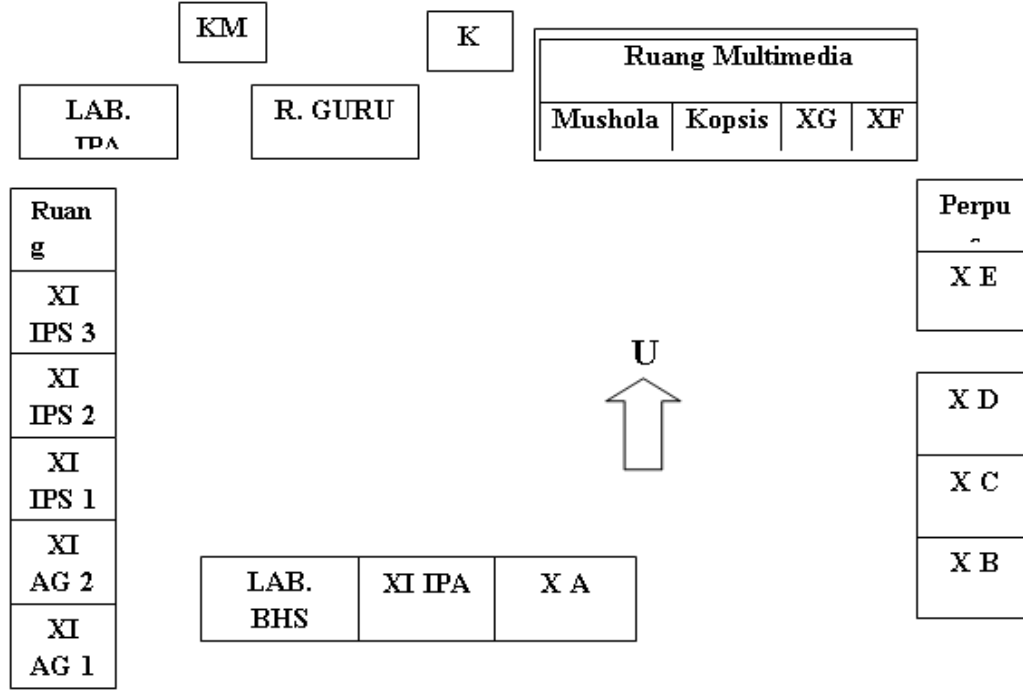 KM
K
Ruang Multimedia
LAB.
IPA
R. GURU
Mushola
Kopsis
XG
XF
Ruan
g
Perpu
s
XI
IPS 3
X E
U
XI
IPS 2
X D
XI
IPS 1
X C
XI
AG 2
LAB.
BHS
XI IPA
X A
X B
XI
AG 1